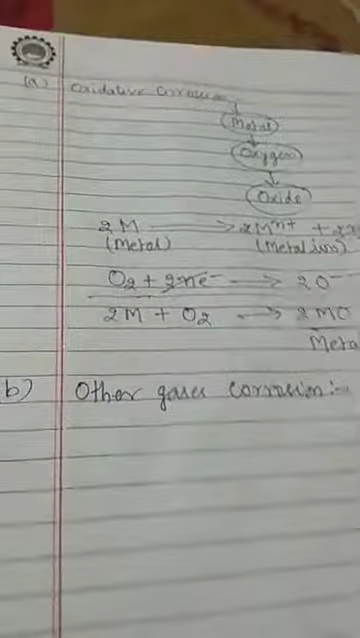 (a) Oxidative Corrosion
Metal
Oxygen
Oxide
2M → 2Mⁿ⁺ +
(Metal) (Metal ion)
O₂ + 2ne⁻ → 2O⁻⁻
2M + O₂ → 2MO
Meta
b) Other gases corrosion:-